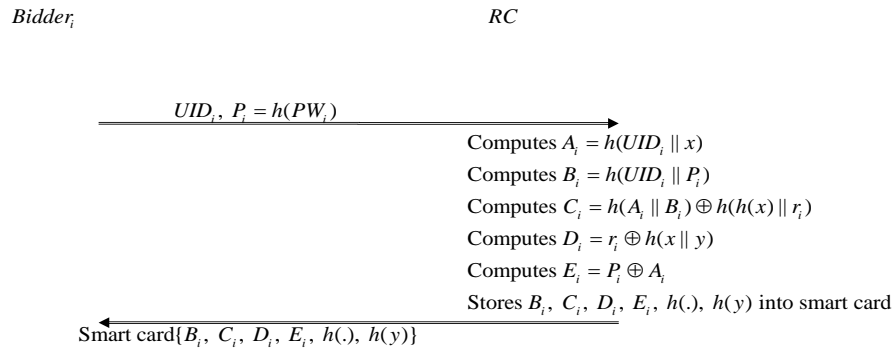 Bidder_i RC
UID_i, P_i = h(PW_i)
Computes A_i = h(UID_i || x)
Computes B_i = h(UID_i || P_i)
Computes C_i = h(A_i || B_i) ⊕ h(h(x) || r_i)
Computes D_i = r_i ⊕ h(x || y)
Computes E_i = P_i ⊕ A_i
Stores B_i, C_i, D_i, E_i, h(.), h(y) into smart card
Smart card{B_i, C_i, D_i, E_i, h(.), h(y)}